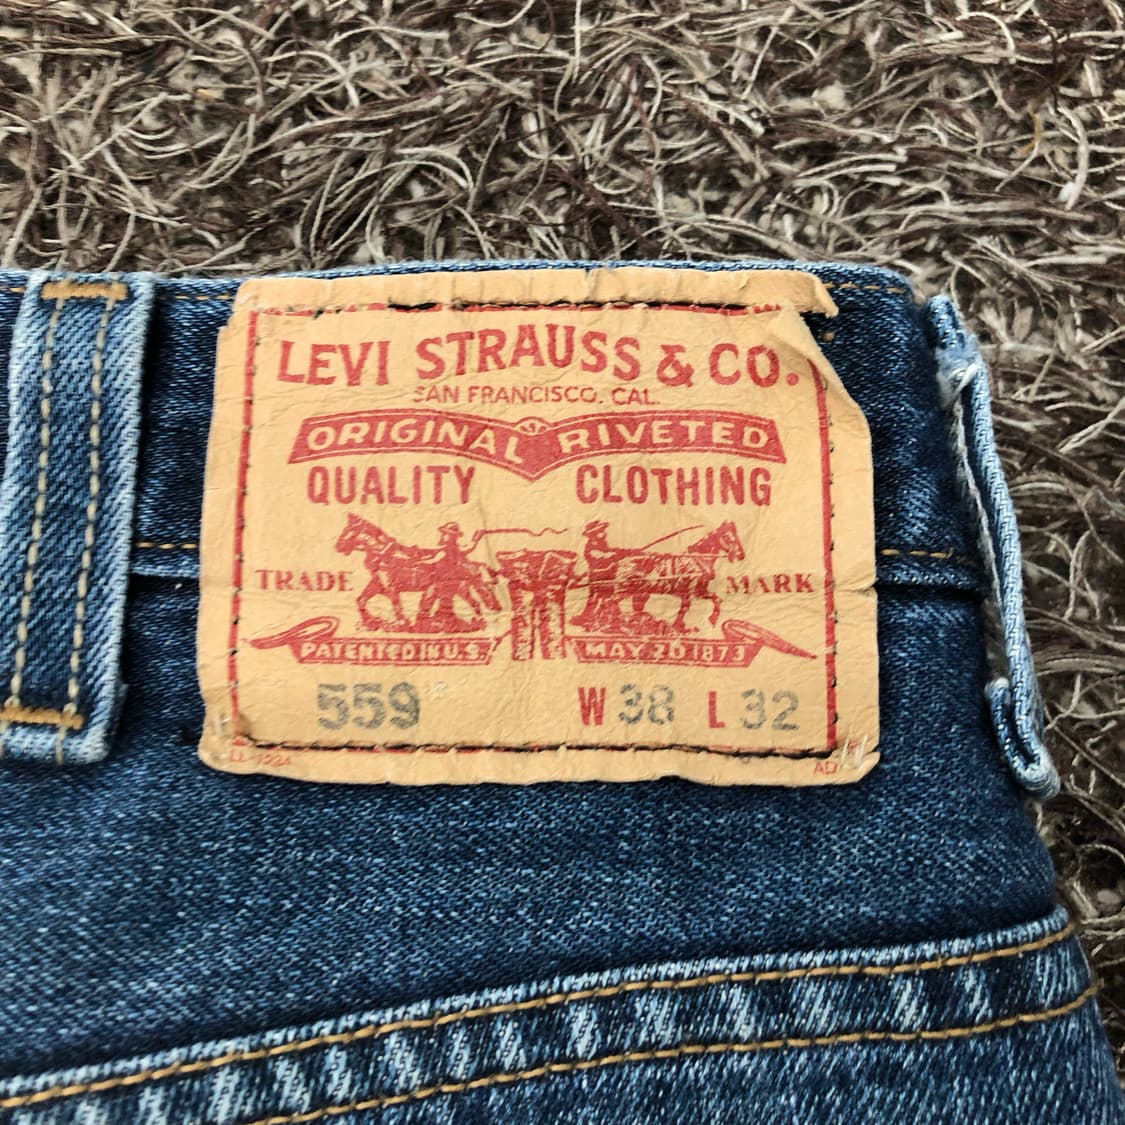 LEVI STRAUSS & CO.
SAN FRANCISCO. CAL.
ORIGINAL RIVETED
QUALITY CLOTHING
TRADE MARK
PATENTED IN U.S. MAY 20 1873
559 W 38 L 32
AD